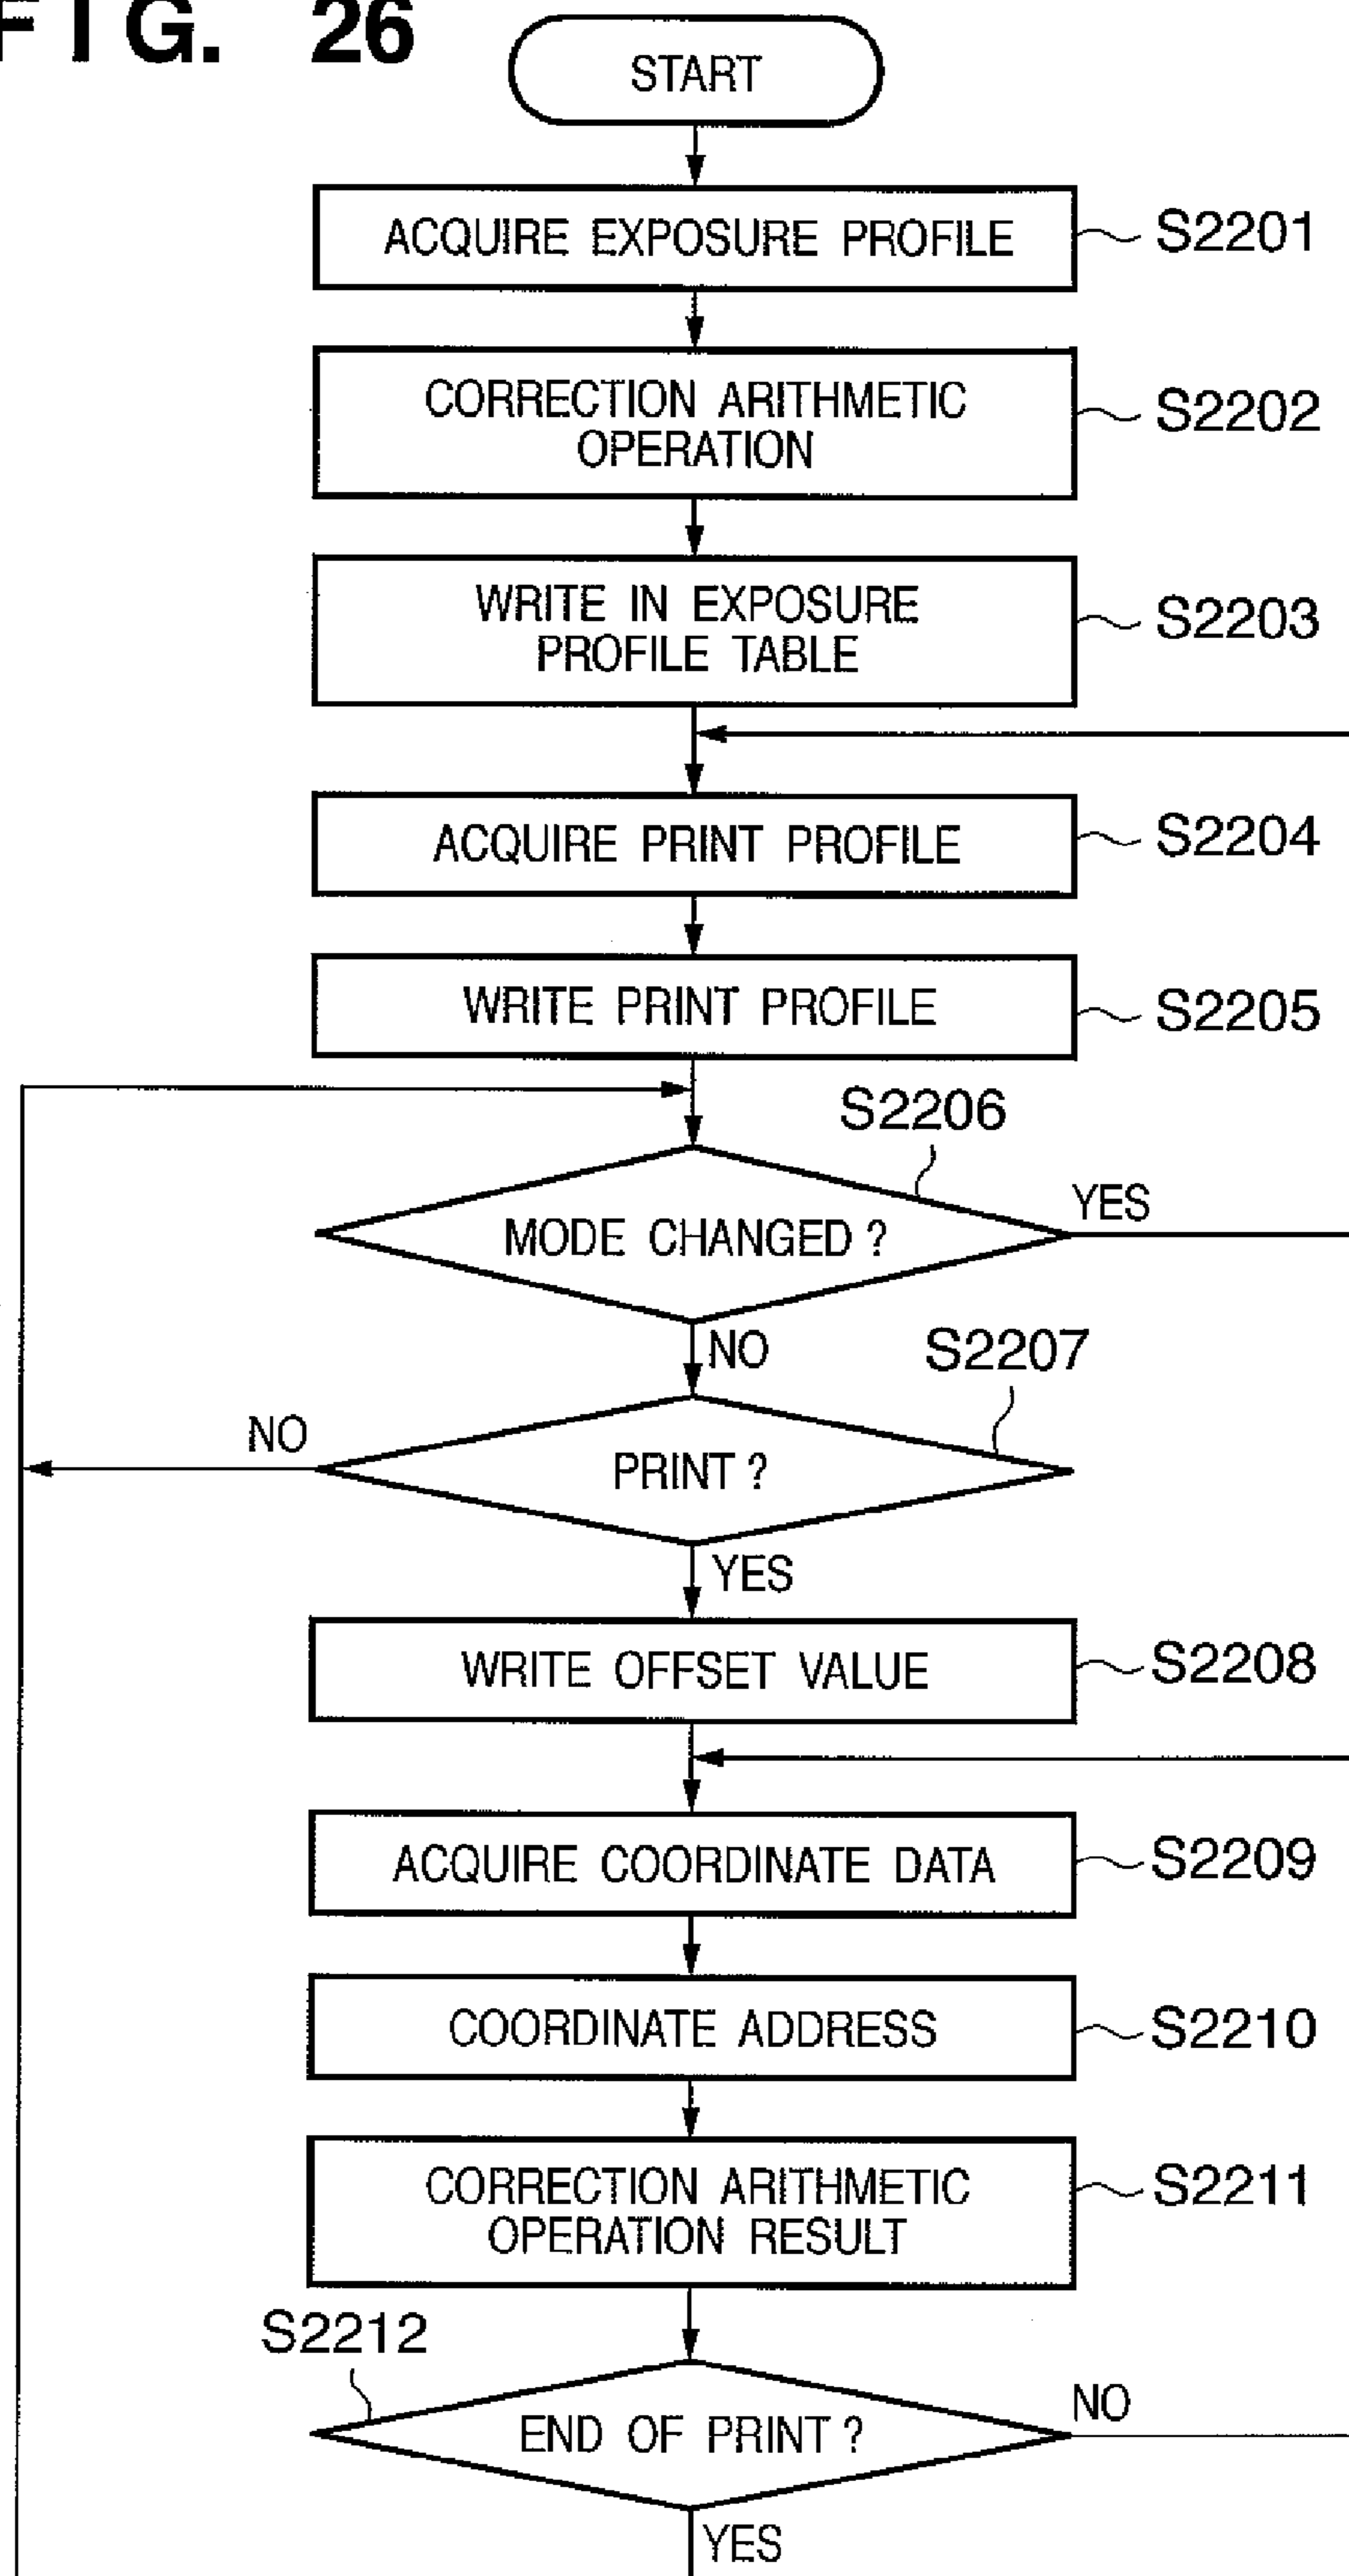 FIG. 26
START
ACQUIRE EXPOSURE PROFILE
S2201
CORRECTION ARITHMETIC
OPERATION
S2202
WRITE IN EXPOSURE
PROFILE TABLE
S2203
ACQUIRE PRINT PROFILE
S2204
WRITE PRINT PROFILE
S2205
S2206
MODE CHANGED ?
YES
NO
S2207
NO
PRINT ?
YES
WRITE OFFSET VALUE
S2208
ACQUIRE COORDINATE DATA
S2209
COORDINATE ADDRESS
S2210
CORRECTION ARITHMETIC
OPERATION RESULT
S2211
S2212
END OF PRINT ?
NO
YES